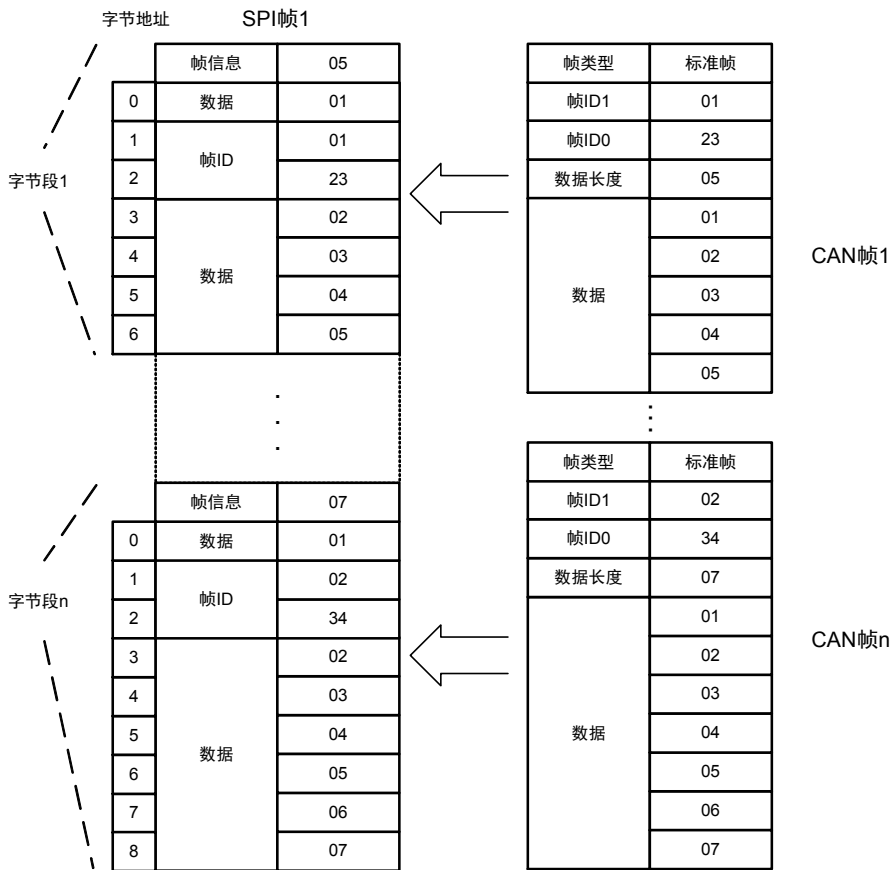 字节地址 SPI帧1
帧信息 05
0 数据 01
1 帧ID 01
2 23
3 数据 02
4 03
5 04
6 05
字节段1
帧类型 标准帧
帧ID1 01
帧ID0 23
数据长度 05
数据 01
02
03
04
05
CAN帧1
帧信息 07
0 数据 01
1 帧ID 02
2 34
3 数据 02
4 03
5 04
6 05
7 06
8 07
字节段n
帧类型 标准帧
帧ID1 02
帧ID0 34
数据长度 07
数据 01
02
03
04
05
06
07
CAN帧n